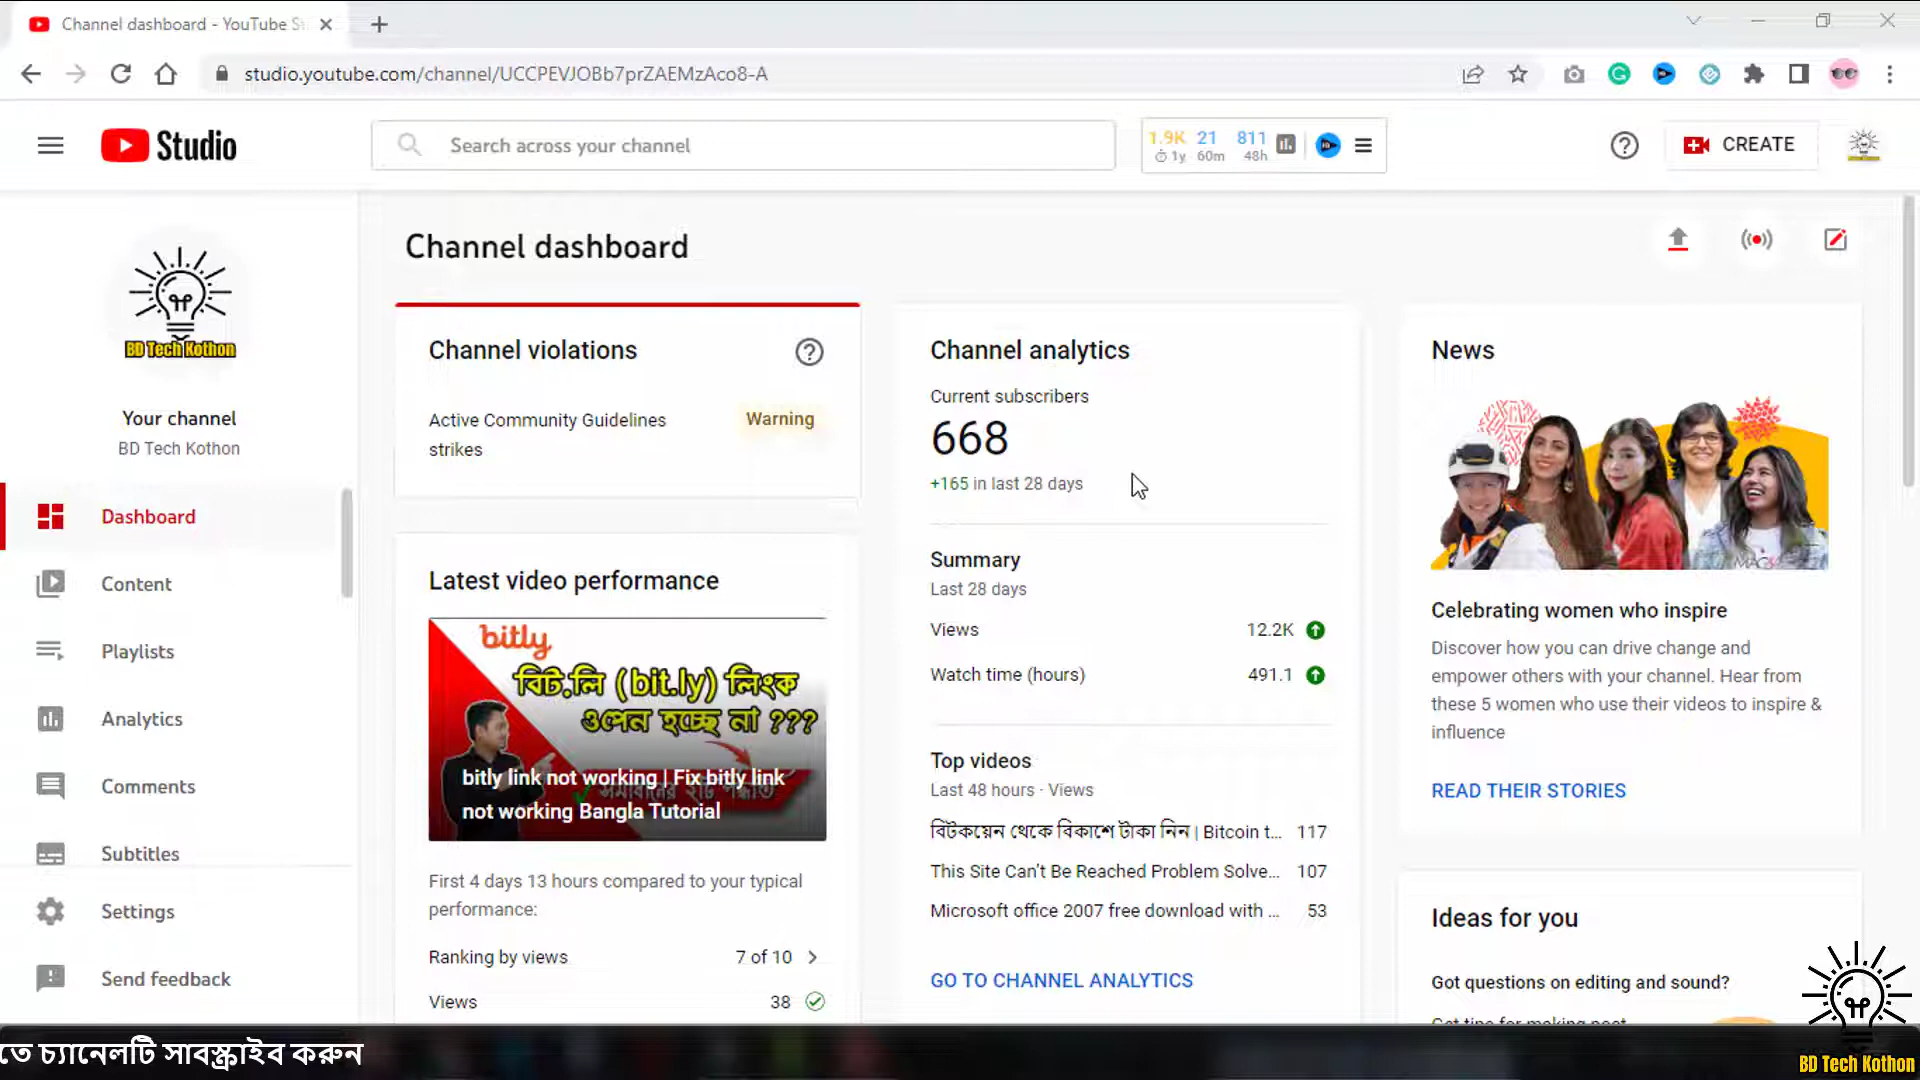 Channel dashboard - YouTube St
studio.youtube.com/channel/UCCPEVJOBb7prZAEMzAco8-A
Studio
Search across your channel
1.9K 21 811
1y 60m 48h
CREATE
BD Tech Kothon
Your channel
BD Tech Kothon
Dashboard
Content
Playlists
Analytics
Comments
Subtitles
Settings
Send feedback
Channel dashboard
Channel violations
Active Community Guidelines
strikes
Warning
Latest video performance
bitly
বিট.লি (bit.ly) লিংক
ওপেন হচ্ছে না ???
bitly link not working | Fix bitly link
not working Bangla Tutorial
First 4 days 13 hours compared to your typical
performance:
Ranking by views 7 of 10
Views 38
Channel analytics
Current subscribers
668
+165 in last 28 days
Summary
Last 28 days
Views 12.2K
Watch time (hours) 491.1
Top videos
Last 48 hours · Views
বিটকয়েন থেকে বিকাশে টাকা নিন | Bitcoin t... 117
This Site Can't Be Reached Problem Solve... 107
Microsoft office 2007 free download with ... 53
GO TO CHANNEL ANALYTICS
News
Celebrating women who inspire
Discover how you can drive change and
empower others with your channel. Hear from
these 5 women who use their videos to inspire &
influence
READ THEIR STORIES
Ideas for you
Got questions on editing and sound?
তে চ্যানেলটি সাবস্ক্রাইব করুন
BD Tech Kothon